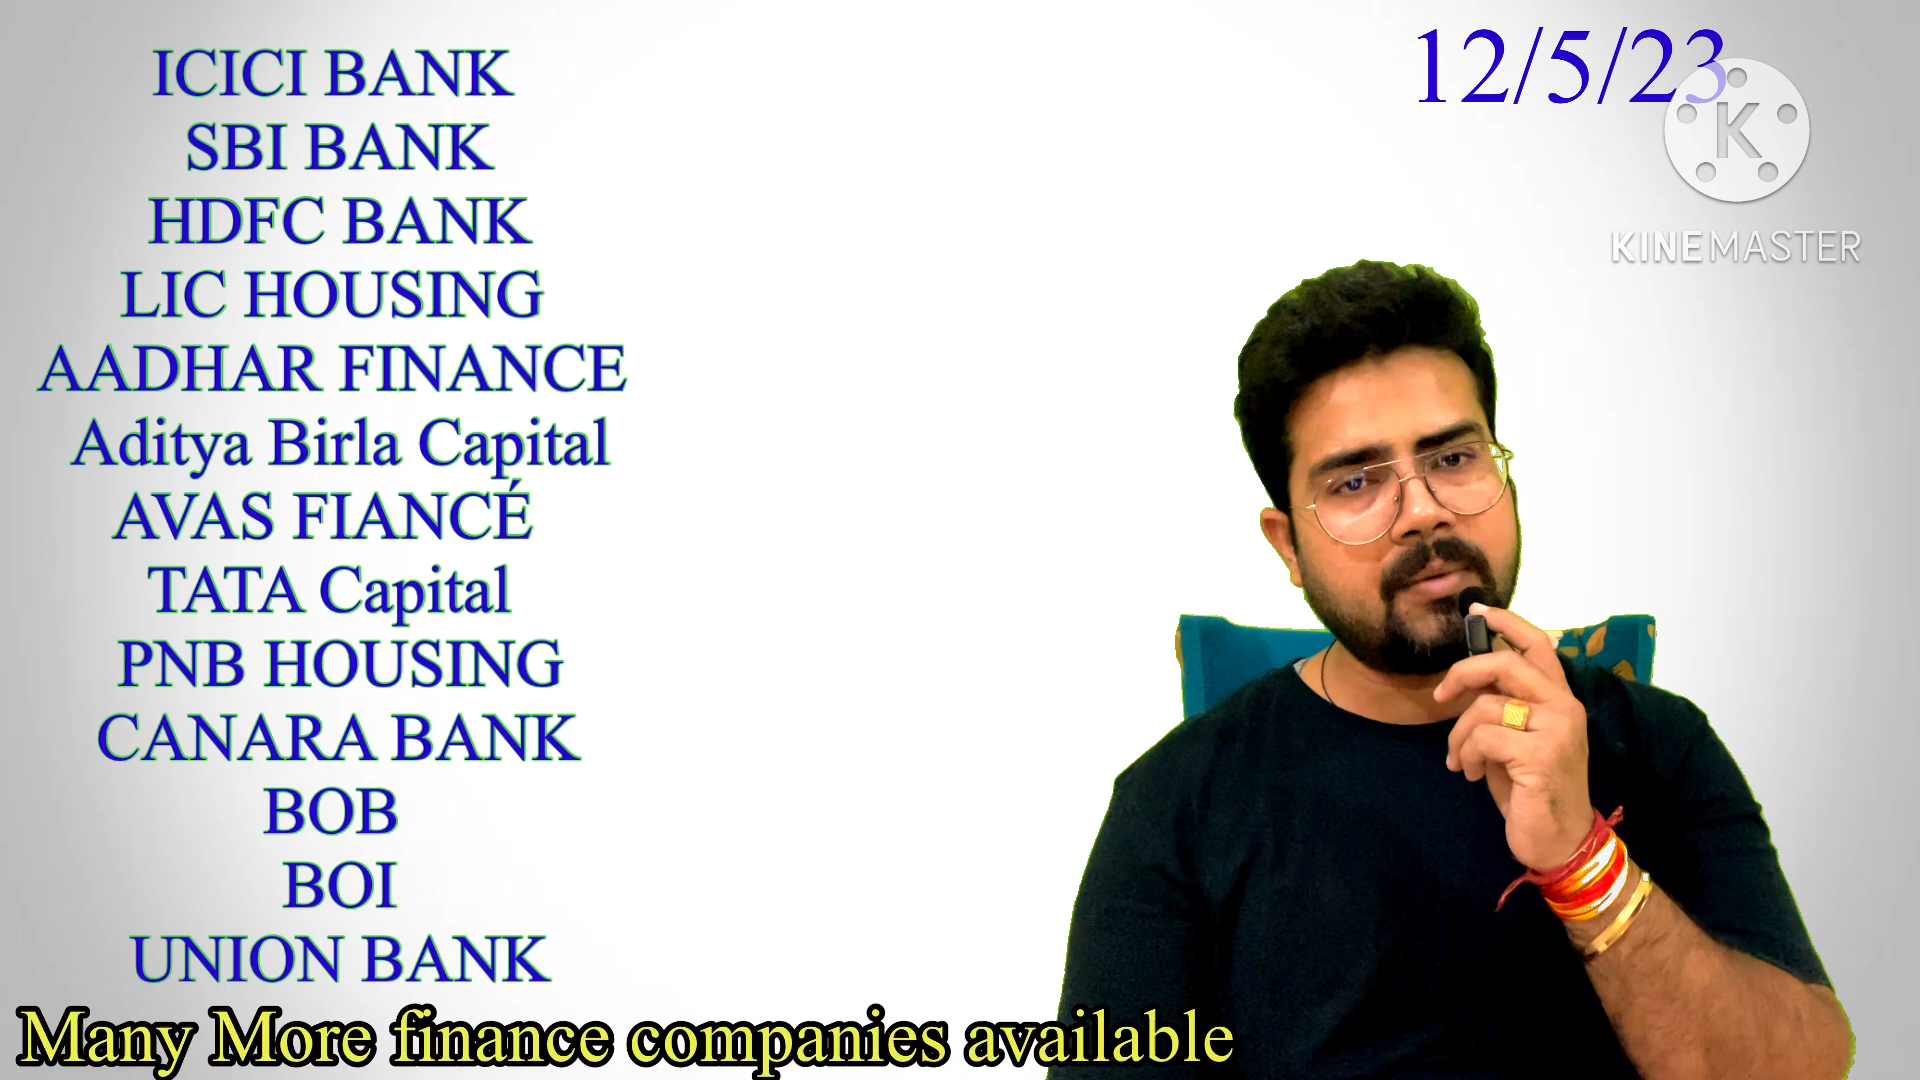 ICICI BANK
SBI BANK
HDFC BANK
LIC HOUSING
AADHAR FINANCE
Aditya Birla Capital
AVAS FIANCÉ
TATA Capital
PNB HOUSING
CANARA BANK
BOB
BOI
UNION BANK
Many More finance companies available
12/5/23
K
KINEMASTER